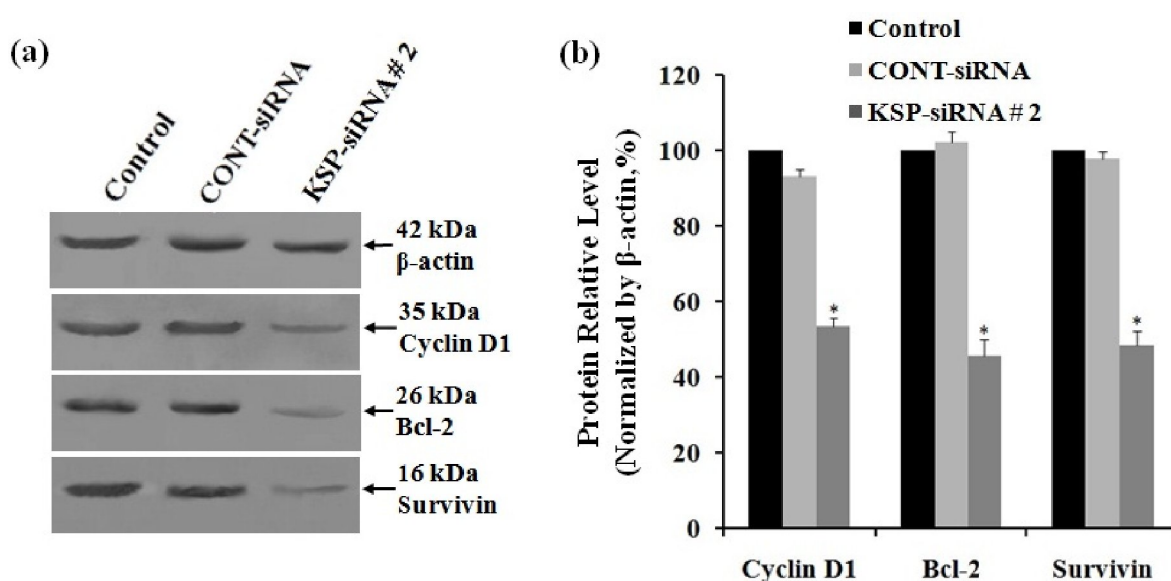 (a)
Control
CONT-siRNA
KSP-siRNA#2
42 kDa
β-actin
35 kDa
Cyclin D1
26 kDa
Bcl-2
16 kDa
Survivin
(b)
Control
CONT-siRNA
KSP-siRNA#2
Protein Relative Level
(Normalized by β-actin,%)
120
100
80
60
40
20
0
*
*
*
Cyclin D1
Bcl-2
Survivin